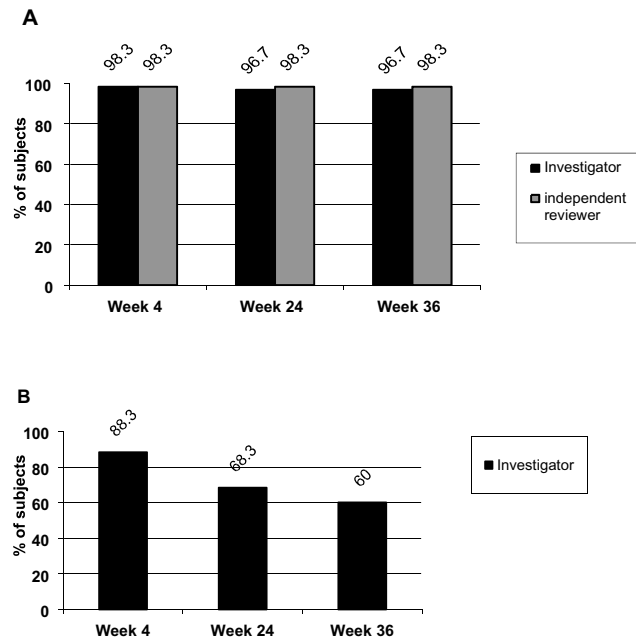 A
98.3
98.3
96.7
98.3
96.7
98.3
100
80
60
40
20
0
% of subjects
Week 4
Week 24
Week 36
Investigator
independent
reviewer
B
88.3
68.3
60
100
80
60
40
20
0
% of subjects
Week 4
Week 24
Week 36
Investigator